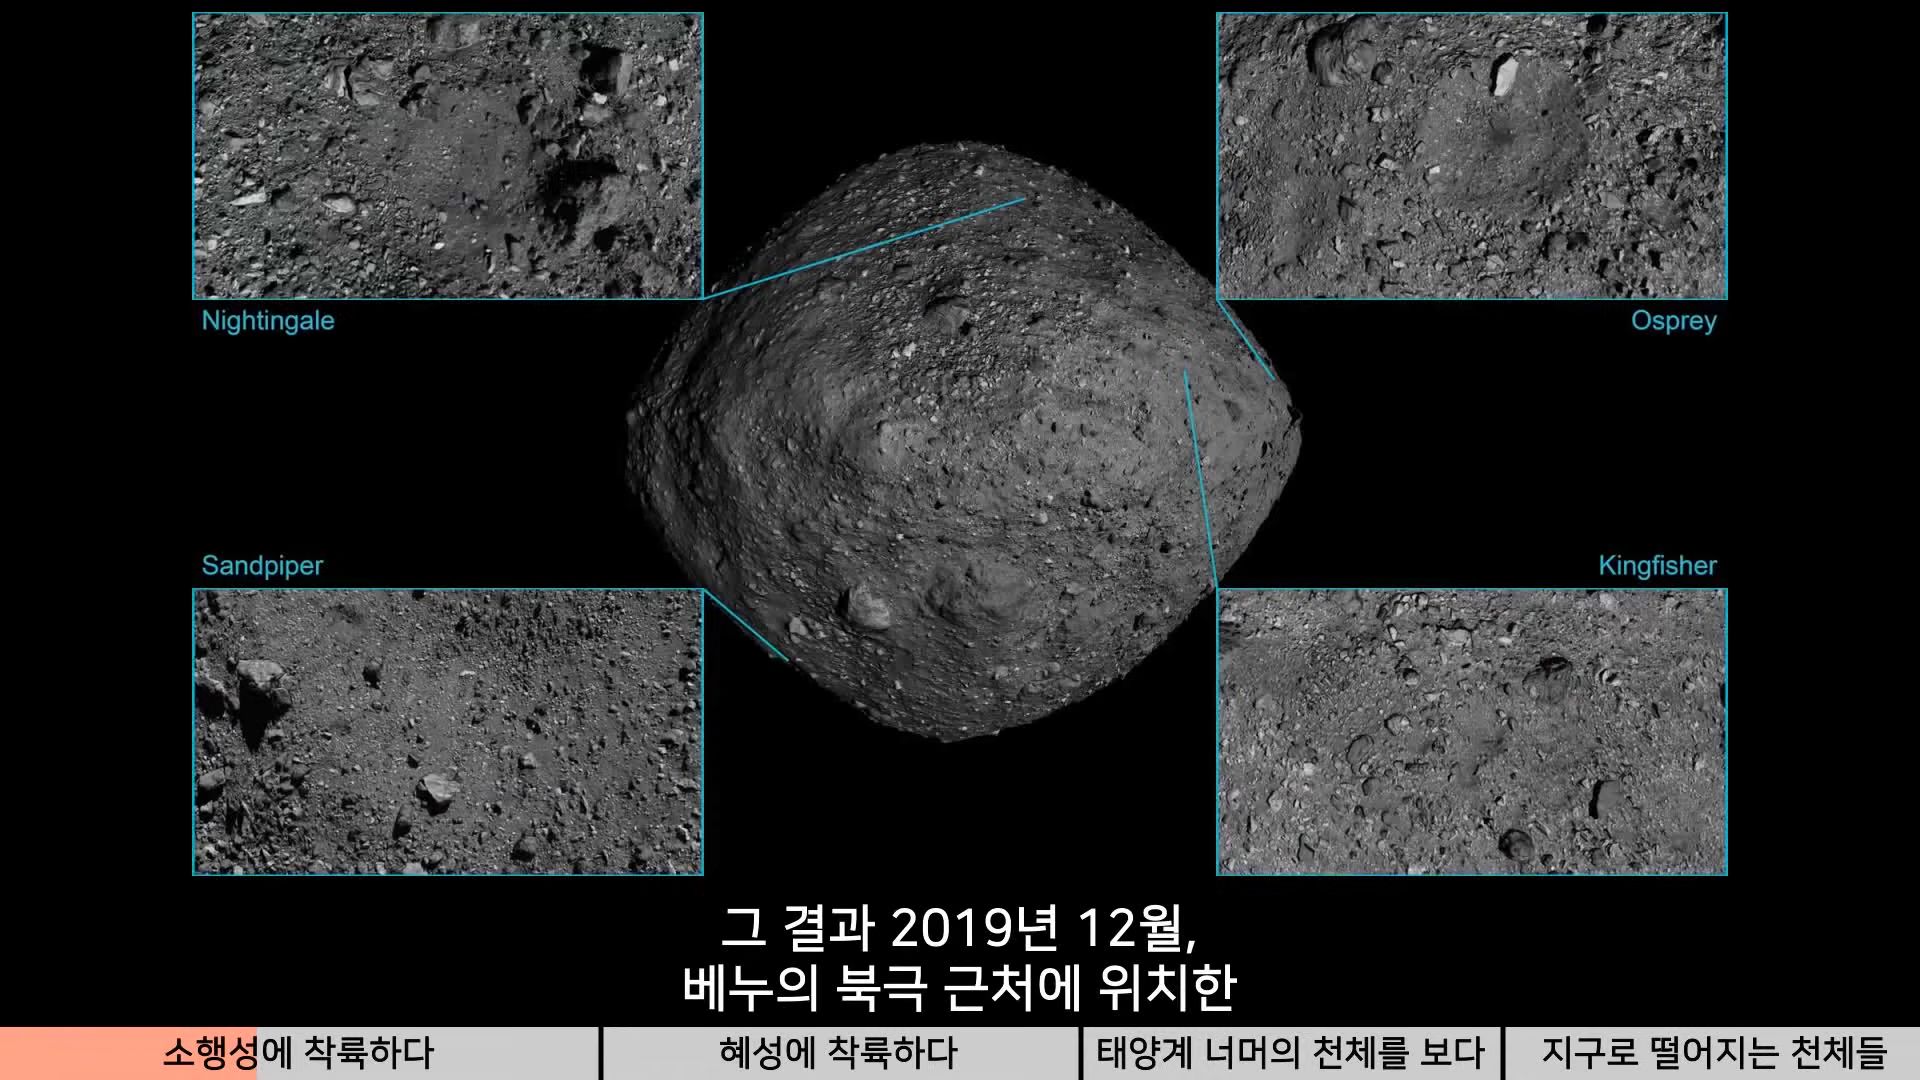 Nightingale
Osprey
Sandpiper
Kingfisher
그 결과 2019년 12월,
베누의 북극 근처에 위치한
소행성에 착륙하다
혜성에 착륙하다
태양계 너머의 천체를 보다
지구로 떨어지는 천체들